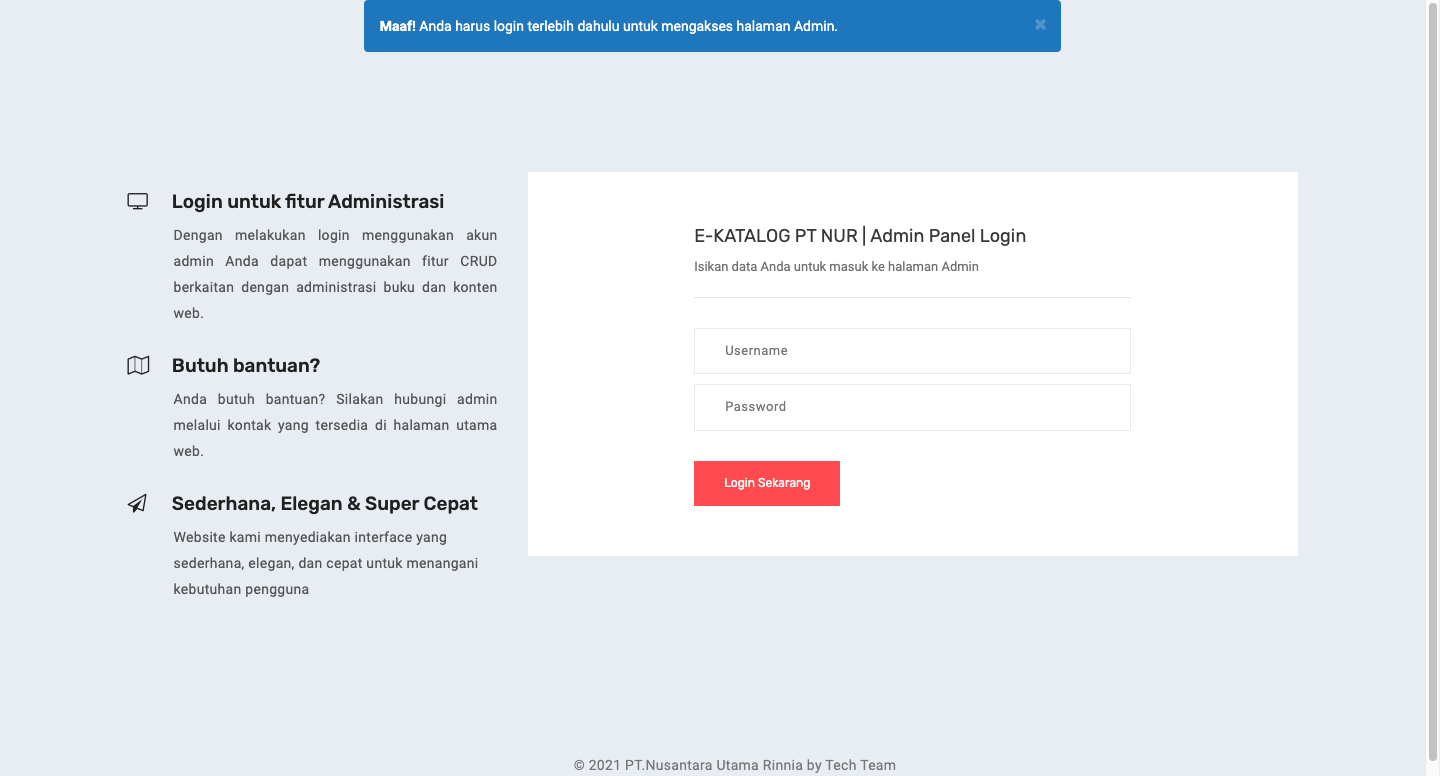 Maaf! Anda harus login terlebih dahulu untuk mengakses halaman Admin. ×
Login untuk fitur Administrasi
Dengan melakukan login menggunakan akun
admin Anda dapat menggunakan fitur CRUD
berkaitan dengan administrasi buku dan konten
web.
Butuh bantuan?
Anda butuh bantuan? Silakan hubungi admin
melalui kontak yang tersedia di halaman utama
web.
Sederhana, Elegan & Super Cepat
Website kami menyediakan interface yang
sederhana, elegan, dan cepat untuk menangani
kebutuhan pengguna
E-KATALOG PT NUR | Admin Panel Login
Isikan data Anda untuk masuk ke halaman Admin
Username
Password
Login Sekarang
© 2021 PT.Nusantara Utama Rinnia by Tech Team